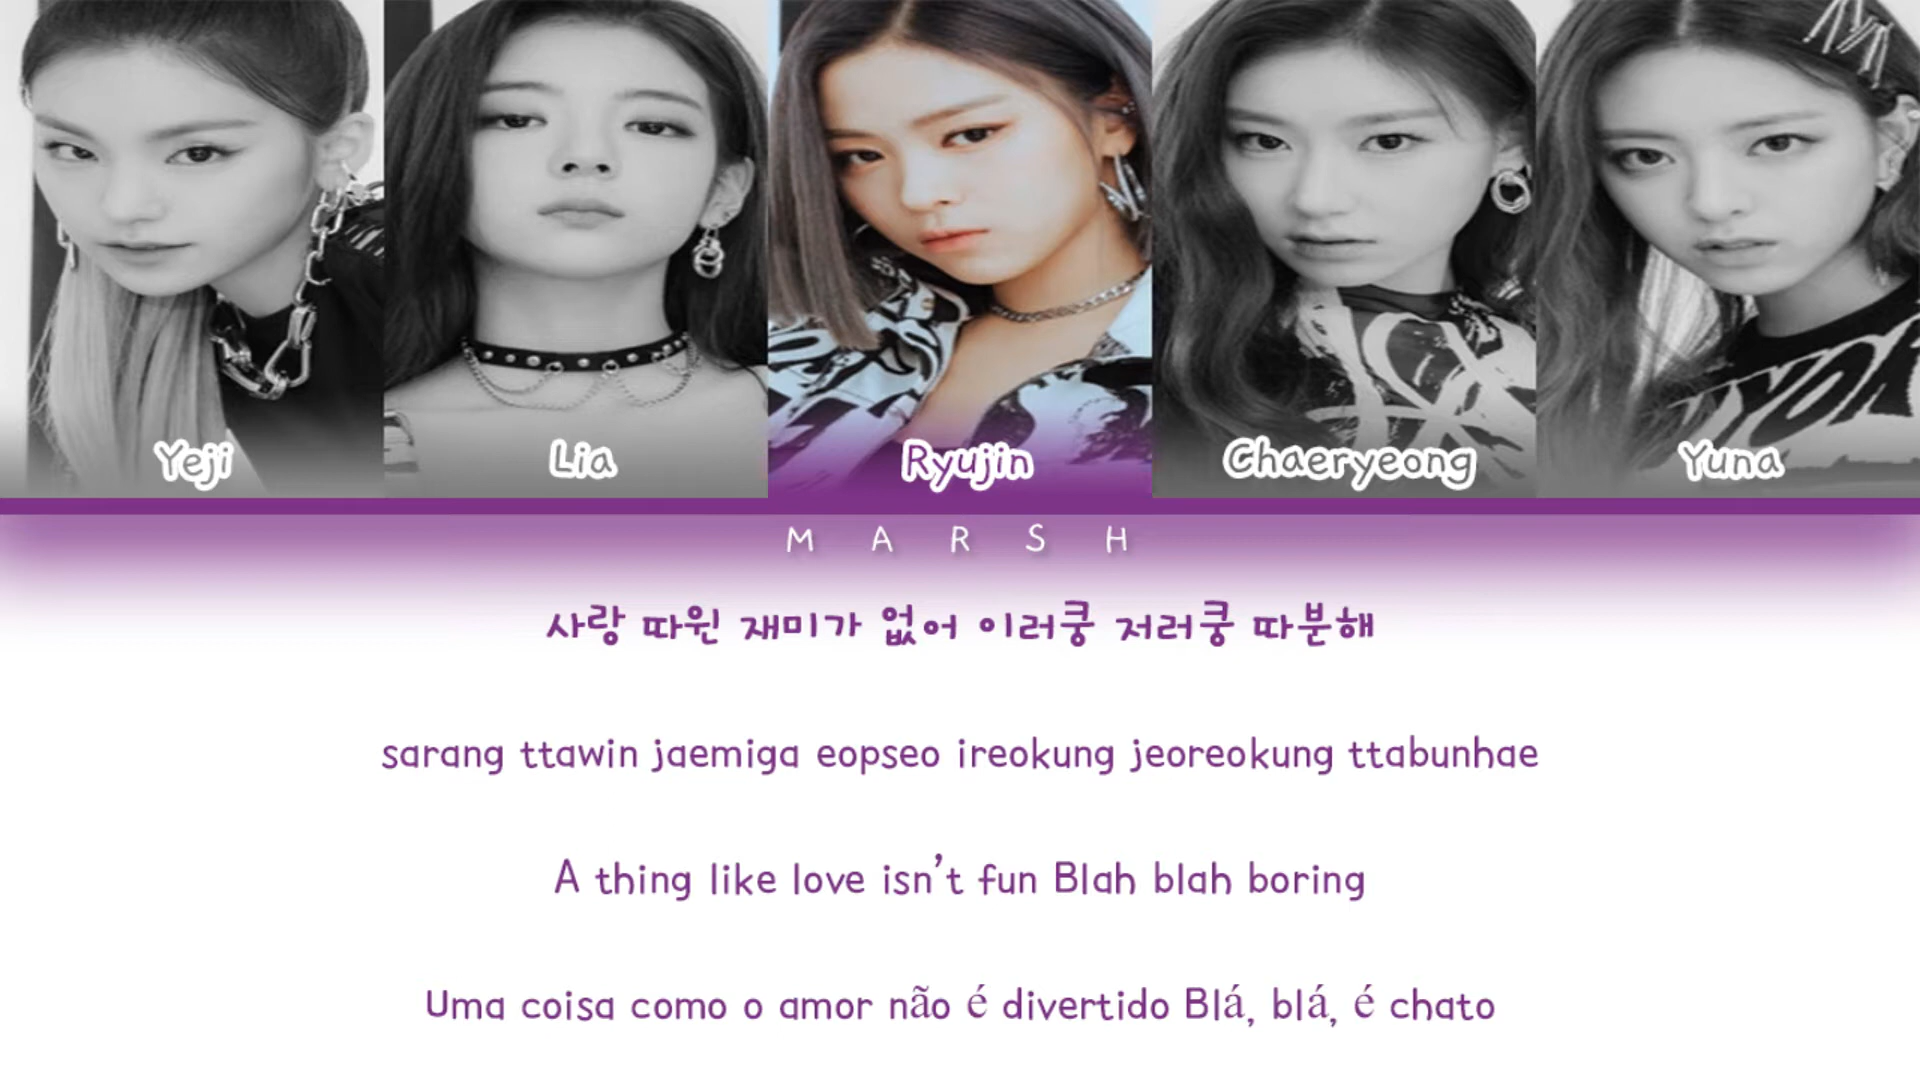 Yeji Lia Ryujin Chaeryeong Yuna
M A R S H
사랑 따윈 재미가 없어 이러쿵 저러쿵 따분해
sarang ttawin jaemiga eopseo ireokung jeoreokung ttabunhae
A thing like love isn't fun Blah blah boring
Uma coisa como o amor não é divertido Blá, blá, é chato